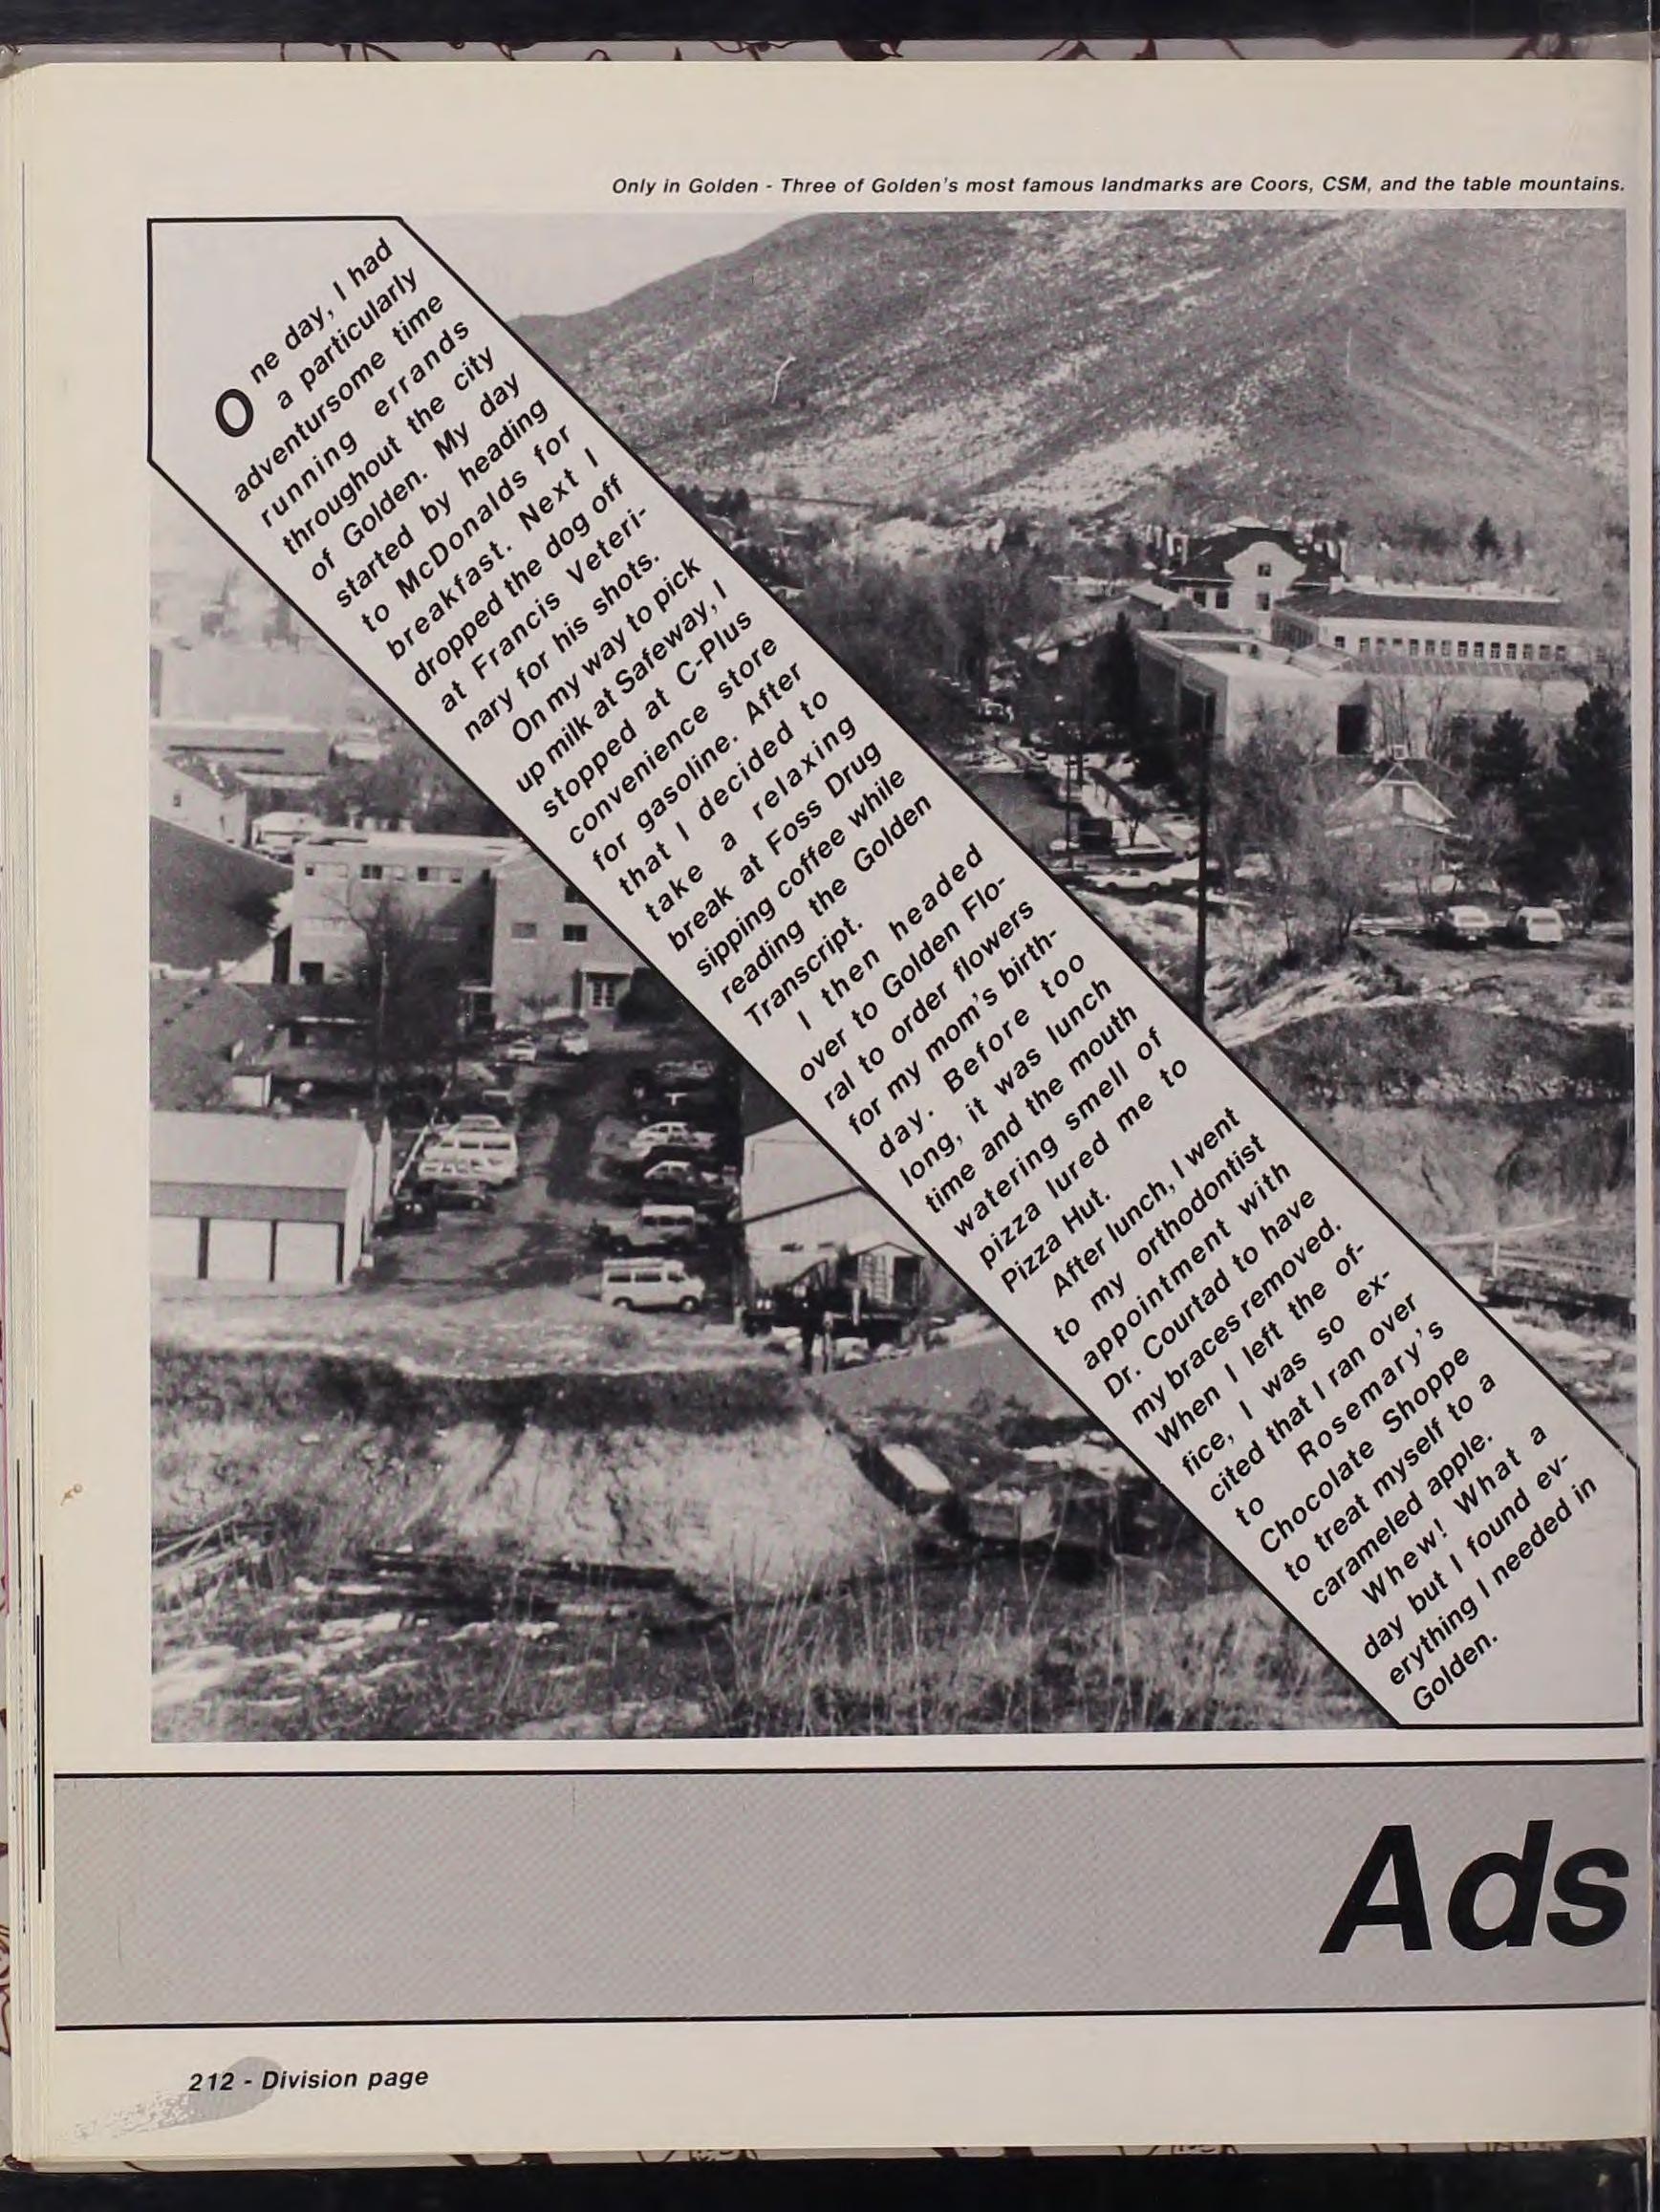 Only in Golden - Three of Golden's most famous landmarks are Coors, CSM, and the table mountains.
One day, I had
a particularly
adventursome time
running errands
throughout the city
of Golden. My day
started by heading
to McDonalds for
breakfast. Next I
dropped the dog off
at Francis Veteri-
nary for his shots.
On my way to pick
up milk at Safeway, I
stopped at C-Plus
convenience store
for gasoline. After
that I decided to
take a relaxing
break at Foss Drug
sipping coffee while
reading the Golden
Transcript.
I then headed
over to Golden Flo-
ral to order flowers
for my mom's birth-
day. Before too
long, it was lunch
time and the mouth
watering smell of
pizza lured me to
Pizza Hut.
After lunch, I went
to my orthodontist
appointment with
Dr. Courtad to have
my braces removed.
When I left the of-
fice, I was so ex-
cited that I ran over
to Rosemary's
Chocolate Shoppe
to treat myself to a
carameled apple.
Whew! What a
day but I found ev-
erything I needed in
Golden.
Ads
212 - Division page